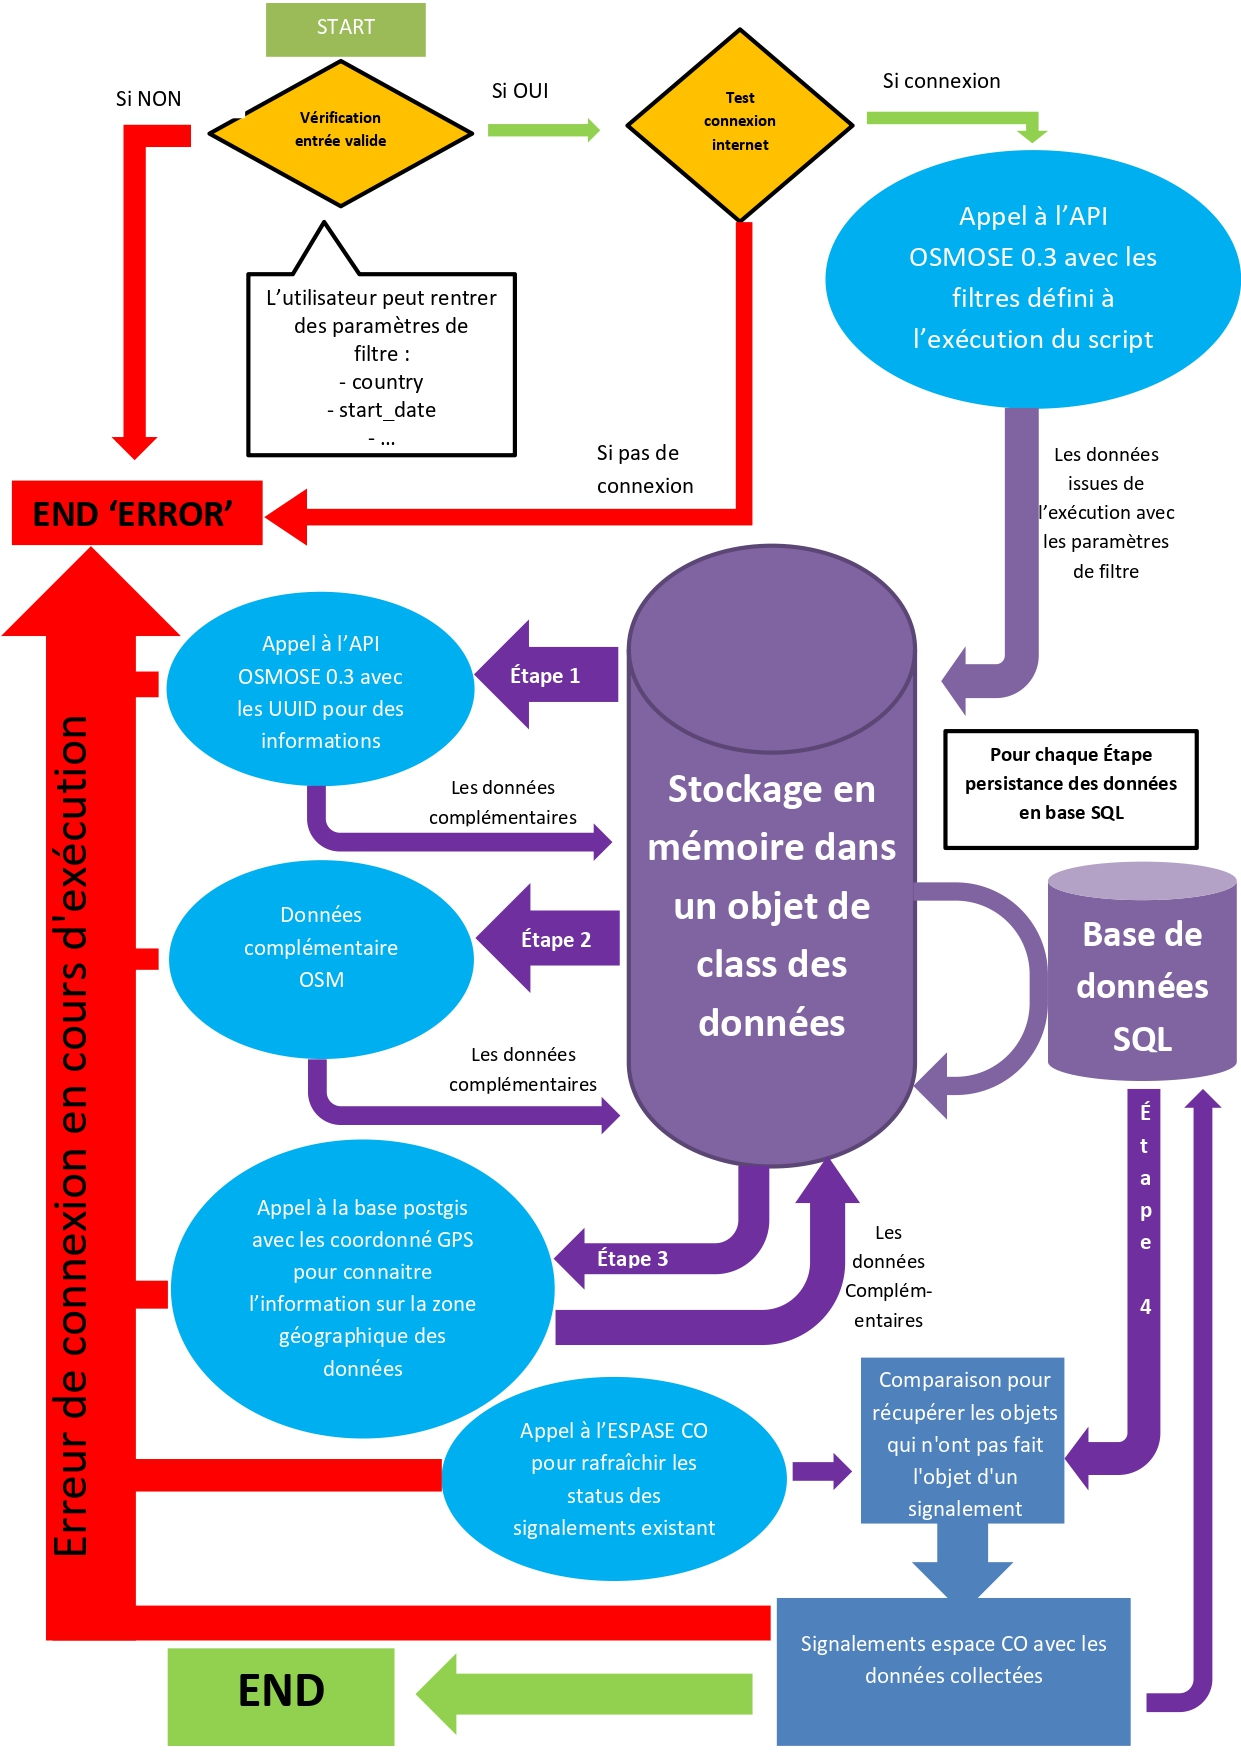 START
Si NON
Vérification
entrée valide
Si OUI
Test
connexion
internet
Si connexion
Appel à l’API
OSMOSE 0.3 avec les
filtres défini à
l’exécution du script
L’utilisateur peut rentrer
des paramètres de
filtre :
- country
- start_date
- ...
Si pas de
connexion
Les données
issues de
l’exécution avec
les paramètres
de filtre
END ‘ERROR’
Appel à l’API
OSMOSE 0.3 avec
les UUID pour des
informations
Étape 1
Les données
complémentaires
Stockage en
mémoire dans
un objet de
class des
données
Pour chaque Étape
persistance des données
en base SQL
Base de
données
SQL
Données
complémentaire
OSM
Étape 2
Les données
complémentaires
Erreur de connexion en cours d'exécution
Appel à la base postgis
avec les coordonné GPS
pour connaitre
l’information sur la zone
géographique des
données
Étape 3
Les
données
Complém-
entaires
Étape 4
Appel à l’ESPASE CO
pour rafraîchir les
status des
signalements existant
Comparaison pour
récupérer les objets
qui n'ont pas fait
l'objet d'un
signalement
Signalements espace CO avec les
données collectées
END